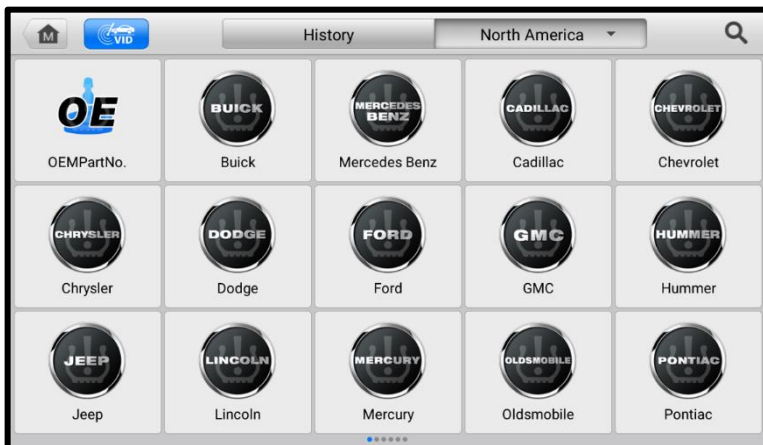 M
VID
History
North America
OE
BUICK
MERCEDES
BENZ
CADILLAC
CHEVROLET
OEMPartNo.
Buick
Mercedes Benz
Cadillac
Chevrolet
CHRYSLER
DODGE
FORD
GMC
HUMMER
Chrysler
Dodge
Ford
GMC
Hummer
JEEP
LINCOLN
MERCURY
OLDSMOBILE
PONTIAC
Jeep
Lincoln
Mercury
Oldsmobile
Pontiac